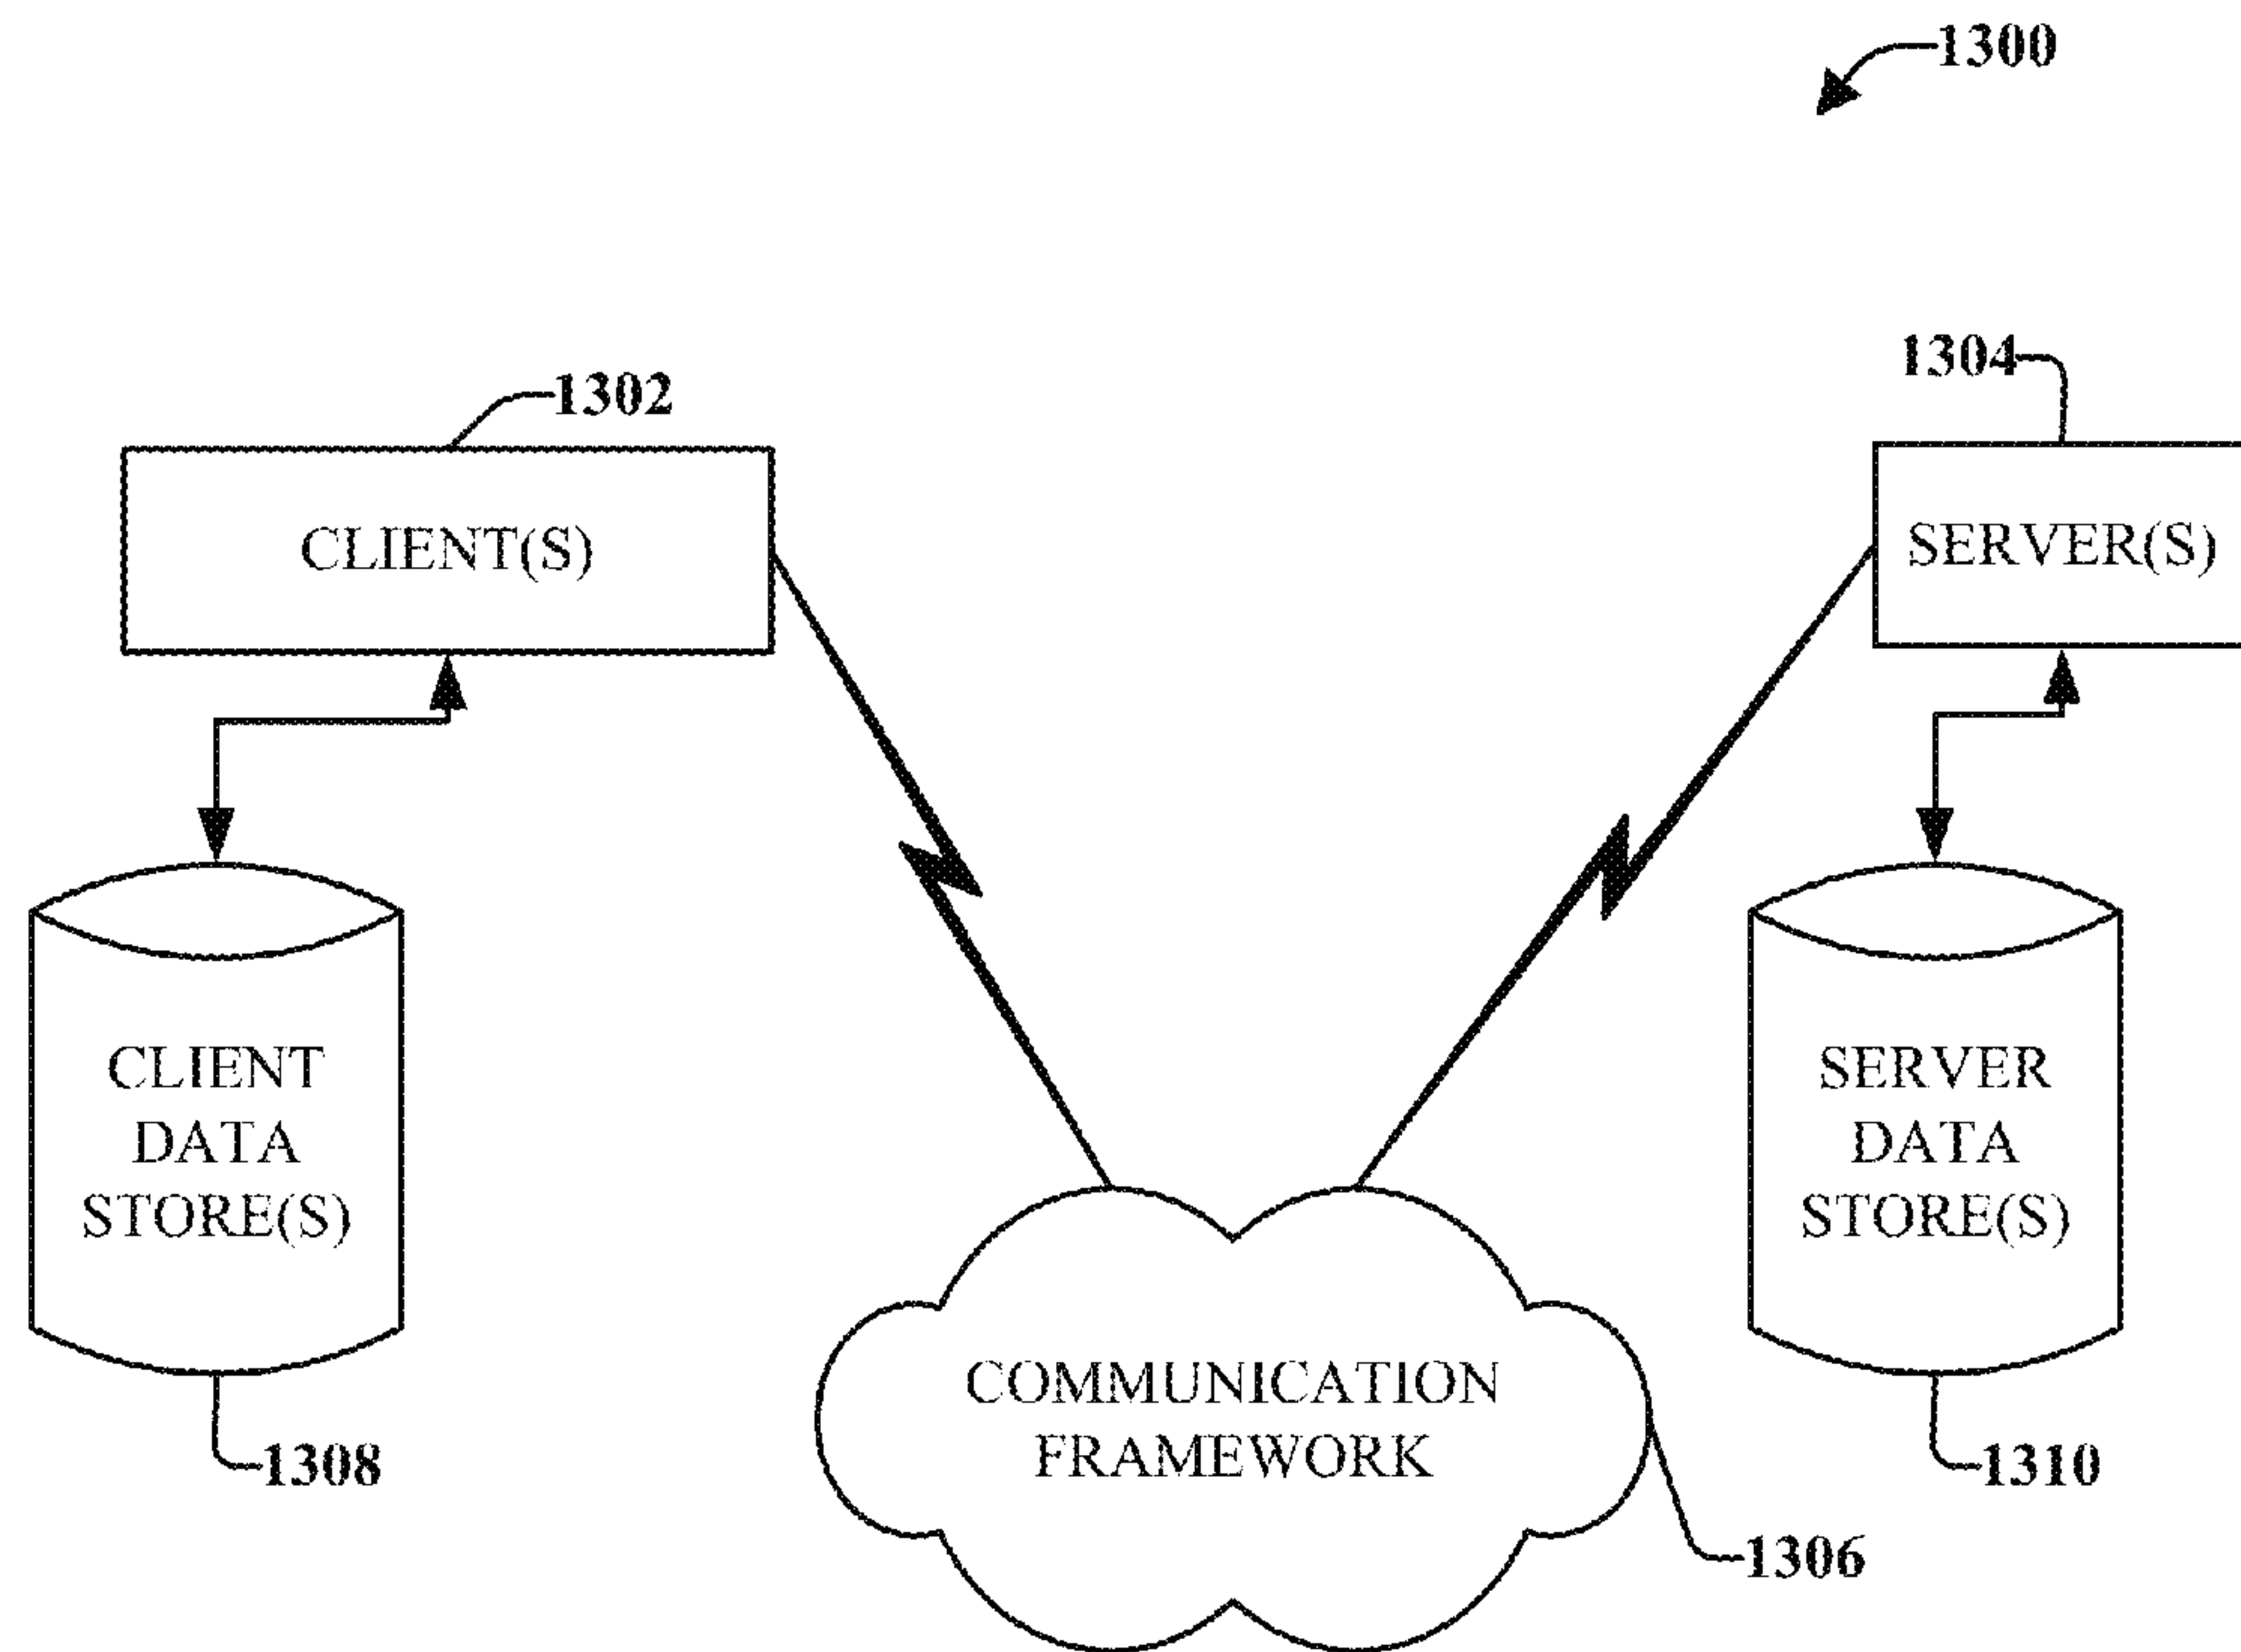 1300
1302
1304
CLIENT(S)
SERVER(S)
CLIENT
DATA
STORE(S)
SERVER
DATA
STORE(S)
COMMUNICATION
FRAMEWORK
1308
1310
1306